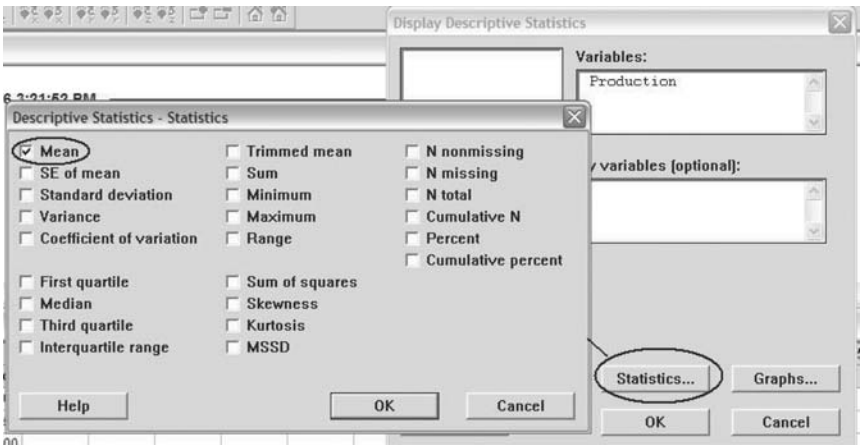 Display Descriptive Statistics
Variables:
Production
6 3:21:52 PM
Descriptive Statistics - Statistics
Mean
Trimmed mean
N nonmissing
SE of mean
Sum
N missing
Standard deviation
Minimum
N total
Variance
Maximum
Cumulative N
Coefficient of variation
Range
Percent
Cumulative percent
First quartile
Sum of squares
Median
Skewness
Third quartile
Kurtosis
Interquartile range
MSSD
Help
OK
Cancel
y variables (optional):
Statistics...
Graphs...
OK
Cancel
00